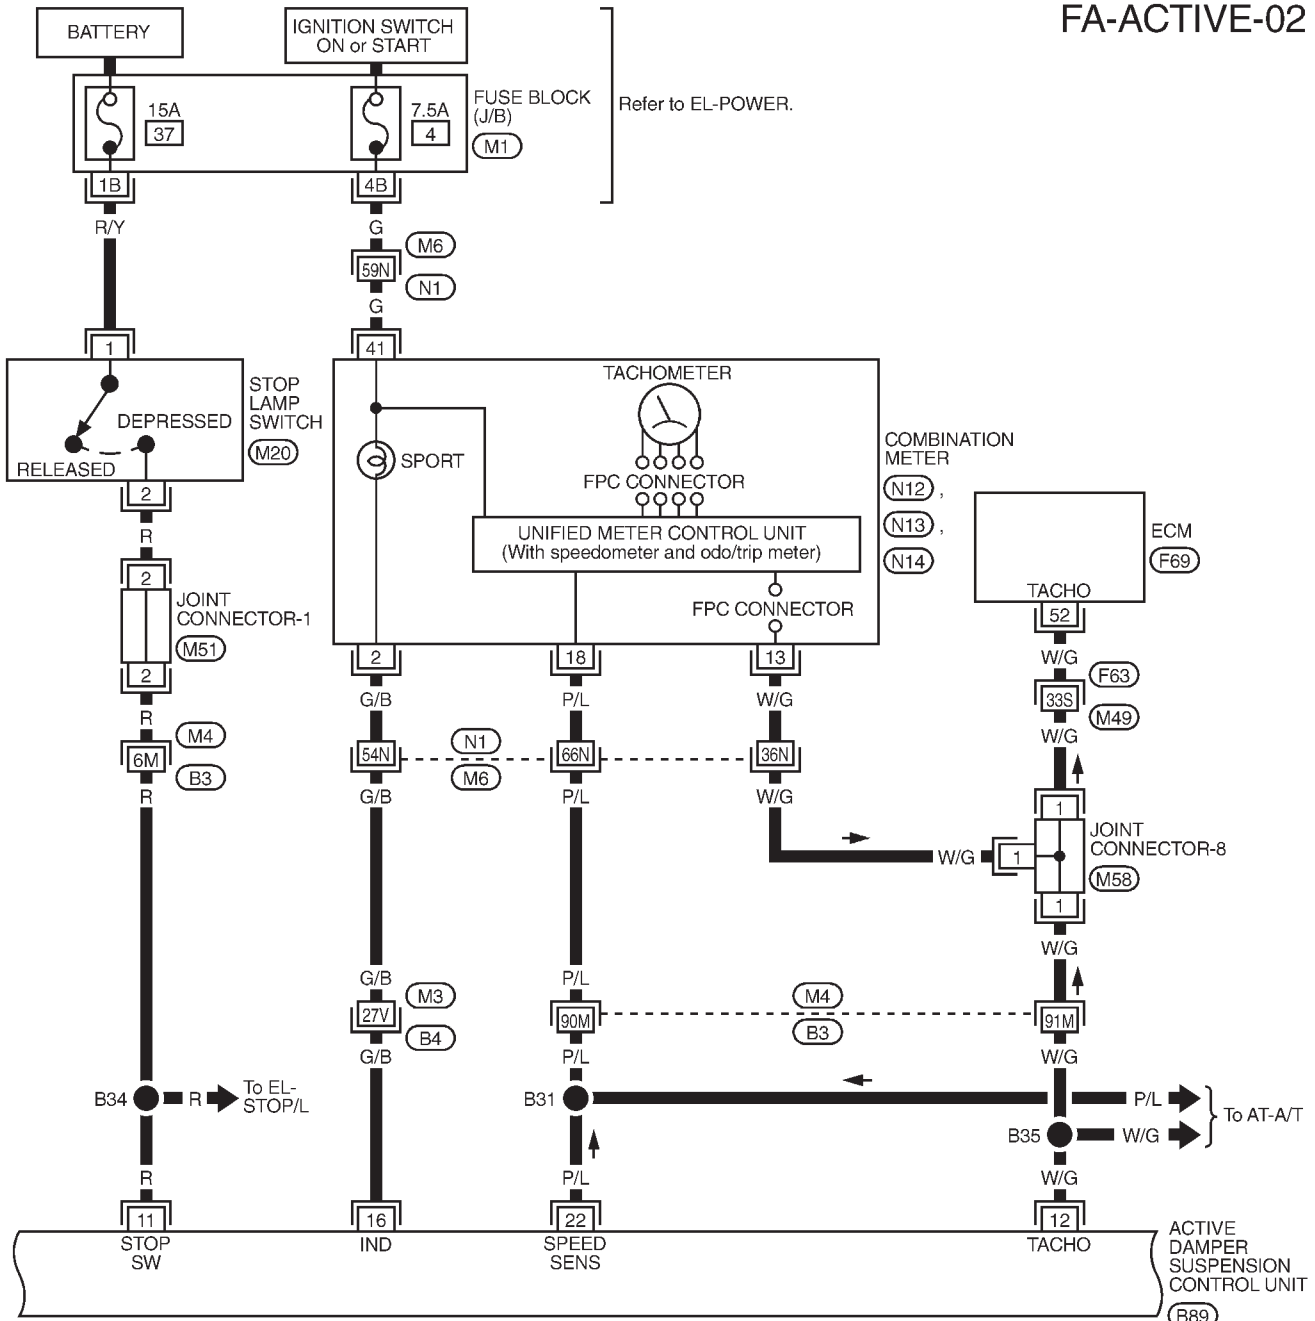 FA-ACTIVE-02
BATTERY
IGNITION SWITCH
ON or START
15A
37
7.5A
4
FUSE BLOCK
(J/B)
M1
Refer to EL-POWER.
1B
4B
R/Y
G
M6
59N
N1
G
1
41
STOP
LAMP
SWITCH
M20
DEPRESSED
RELEASED
TACHOMETER
SPORT
FPC CONNECTOR
UNIFIED METER CONTROL UNIT
(With speedometer and odo/trip meter)
FPC CONNECTOR
COMBINATION
METER
N12 ,
N13 ,
N14
ECM
F69
TACHO
52
2
R
2
JOINT
CONNECTOR-1
M51
2
R
M4
6M
B3
R
2
18
13
G/B
P/L
W/G
54N
N1
M6
66N
36N
G/B
P/L
W/G
W/G
F63
33S
M49
W/G
1
JOINT
CONNECTOR-8
M58
W/G
1
1
W/G
G/B
M3
27V
B4
G/B
P/L
90M
M4
B3
91M
P/L
W/G
B34
R
To EL-
STOP/L
B31
P/L
B35
W/G
To AT-A/T
R
P/L
W/G
11
16
22
12
STOP
SW
IND
SPEED
SENS
TACHO
ACTIVE
DAMPER
SUSPENSION
CONTROL UNIT
B89